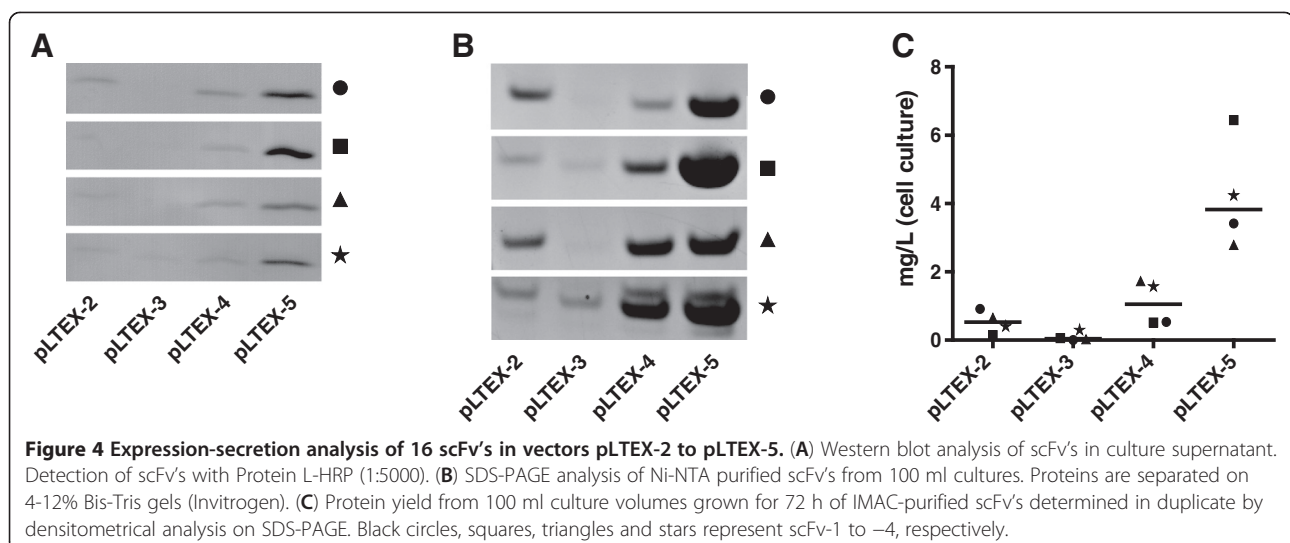 A
B
C
pLTEX-2 pLTEX-3 pLTEX-4 pLTEX-5
pLTEX-2 pLTEX-3 pLTEX-4 pLTEX-5
mg/L (cell culture)
8
6
4
2
0
pLTEX-2 pLTEX-3 pLTEX-4 pLTEX-5
Figure 4 Expression-secretion analysis of 16 scFv's in vectors pLTEX-2 to pLTEX-5. (A) Western blot analysis of scFv's in culture supernatant.
Detection of scFv's with Protein L-HRP (1:5000). (B) SDS-PAGE analysis of Ni-NTA purified scFv's from 100 ml cultures. Proteins are separated on
4-12% Bis-Tris gels (Invitrogen). (C) Protein yield from 100 ml culture volumes grown for 72 h of IMAC-purified scFv's determined in duplicate by
densitometrical analysis on SDS-PAGE. Black circles, squares, triangles and stars represent scFv-1 to −4, respectively.